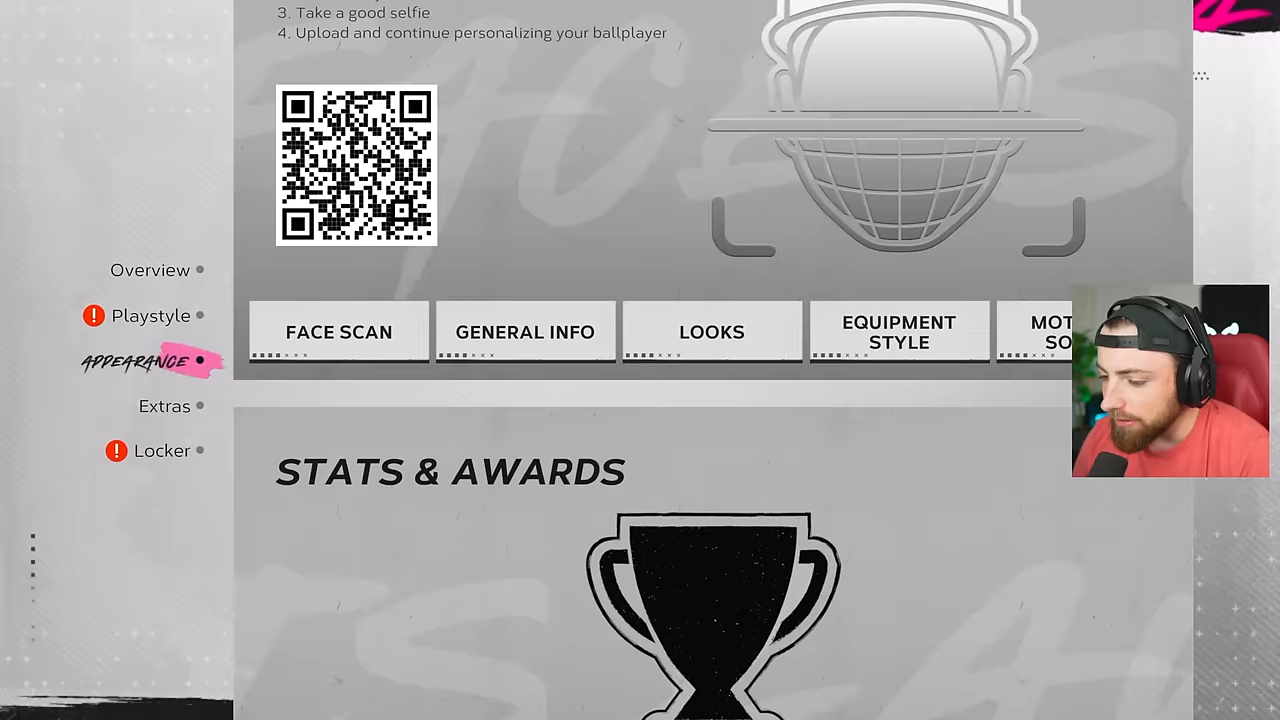 3. Take a good selfie
4. Upload and continue personalizing your ballplayer
Overview
! Playstyle
APPEARANCE
Extras
! Locker
FACE SCAN
GENERAL INFO
LOOKS
EQUIPMENT
STYLE
STATS & AWARDS